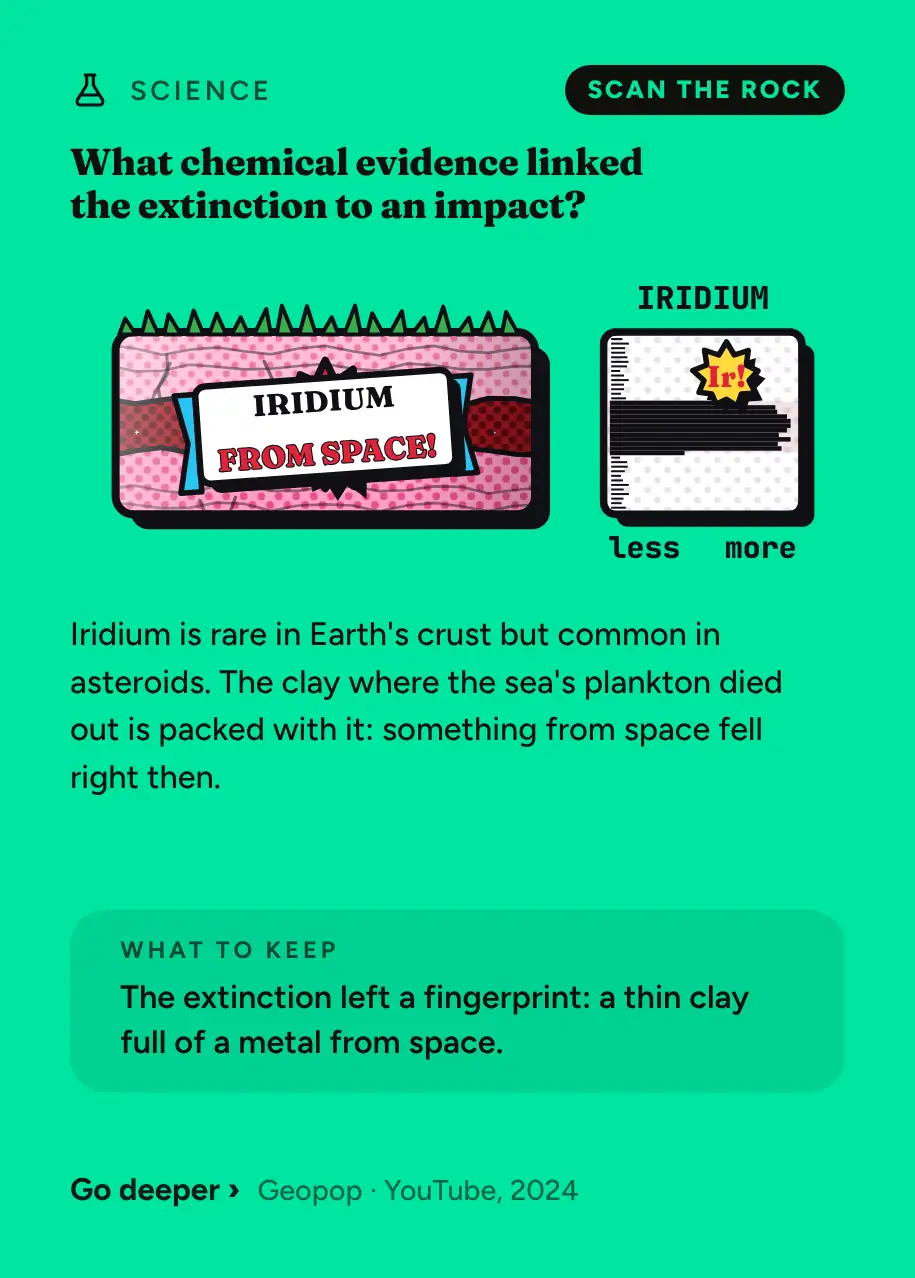 SCIENCE
SCAN THE ROCK
What chemical evidence linked
the extinction to an impact?
IRIDIUM
FROM SPACE!
IRIDIUM
Ir!
less more
Iridium is rare in Earth's crust but common in
asteroids. The clay where the sea's plankton died
out is packed with it: something from space fell
right then.
WHAT TO KEEP
The extinction left a fingerprint: a thin clay
full of a metal from space.
Go deeper › Geopop · YouTube, 2024